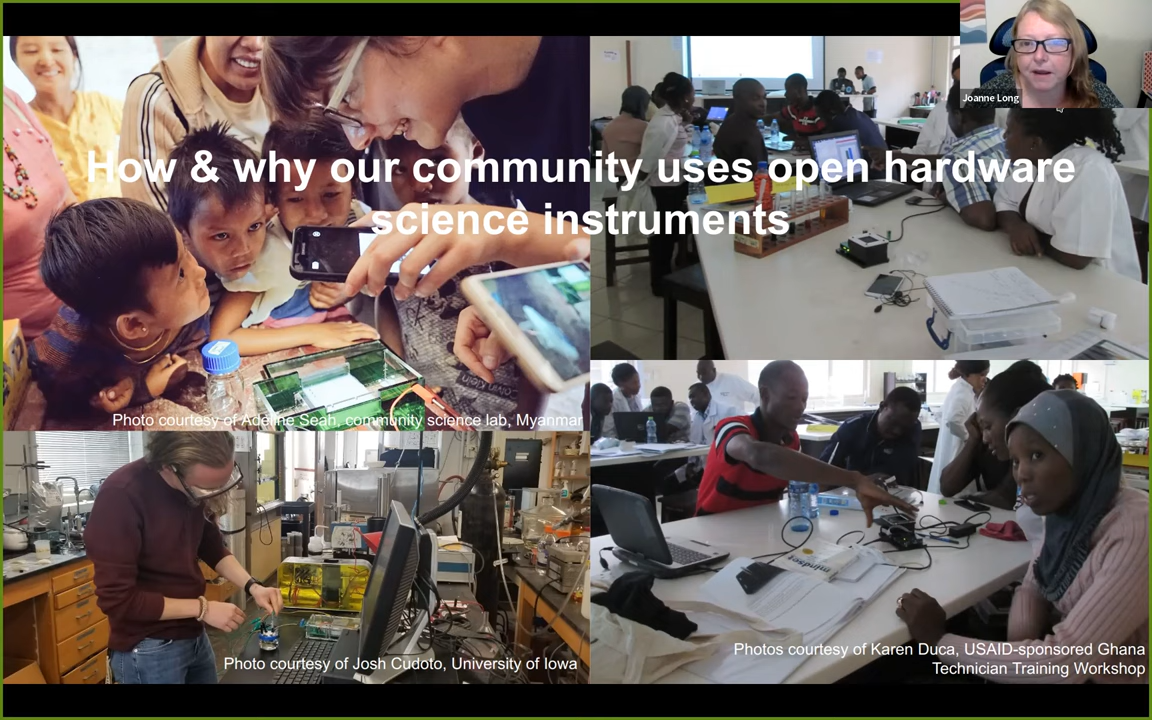 Joanne Long
How & why our community uses open hardware
science instruments
Photo courtesy of Adeline Seah, community science lab, Myanmar
Photo courtesy of Josh Cudoto, University of Iowa
Photos courtesy of Karen Duca, USAID-sponsored Ghana
Technician Training Workshop
mindset